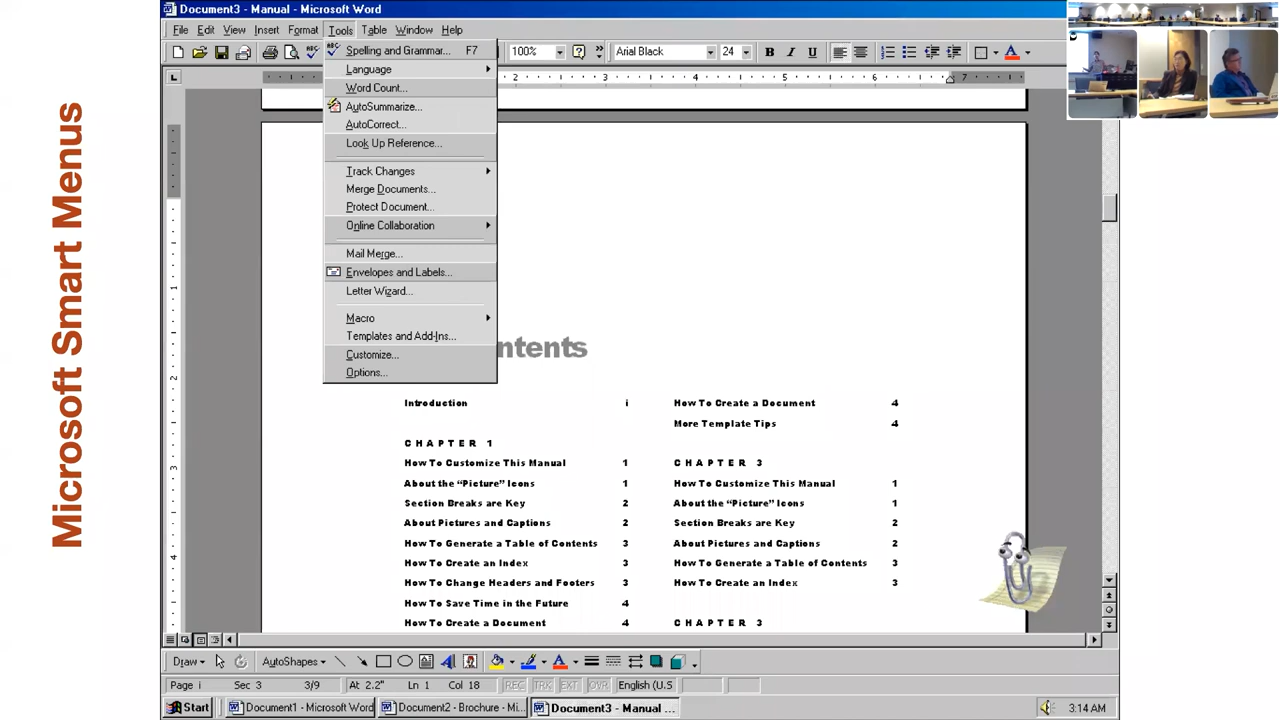 Microsoft Smart Menus
Document3 - Manual - Microsoft Word
File Edit View Insert Format Tools Table Window Help
100% Arial Black 24 B I U A
Spelling and Grammar... F7
Language
Word Count...
AutoSummarize...
AutoCorrect...
Look Up Reference...
Track Changes
Merge Documents...
Protect Document...
Online Collaboration
Mail Merge...
Envelopes and Labels...
Letter Wizard...
Macro
Templates and Add-Ins...
Customize...
Options...
2 3 4 5 6 7
2
3
4
ntents
Introduction i
CHAPTER 1
How To Customize This Manual 1
About the “Picture” Icons 1
Section Breaks are Key 2
About Pictures and Captions 2
How To Generate a Table of Contents 3
How To Create an Index 3
How To Change Headers and Footers 3
How To Save Time in the Future 4
How To Create a Document 4
How To Create a Document 4
More Template Tips 4
CHAPTER 3
How To Customize This Manual 1
About the “Picture” Icons 1
Section Breaks are Key 2
About Pictures and Captions 2
How To Generate a Table of Contents 3
How To Create an Index 3
CHAPTER 3
Draw AutoShapes A A
Page i Sec 3 3/9 At 2.2" Ln 1 Col 18 REC TRK EXT OVR English (U.S
Start Document1 - Microsoft Word Document2 - Brochure - Mi... Document3 - Manual ... 3:14 AM